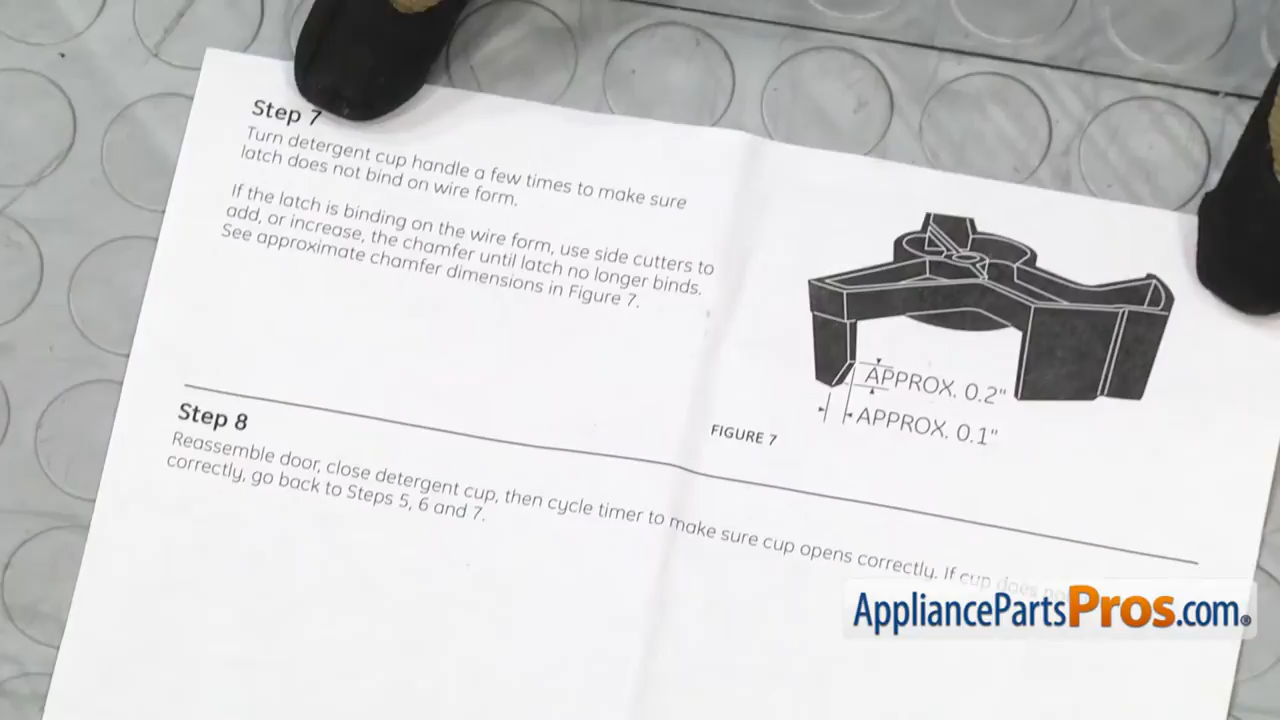 Step 7
Turn detergent cup handle a few times to make sure
latch does not bind on wire form.
If the latch is binding on the wire form, use side cutters to
add, or increase, the chamfer until latch no longer binds.
See approximate chamfer dimensions in Figure 7.
APPROX. 0.2"
APPROX. 0.1"
FIGURE 7
Step 8
Reassemble door, close detergent cup, then cycle timer to make sure cup opens correctly. If cup does
correctly, go back to Steps 5, 6 and 7.
AppliancePartsPros.com®